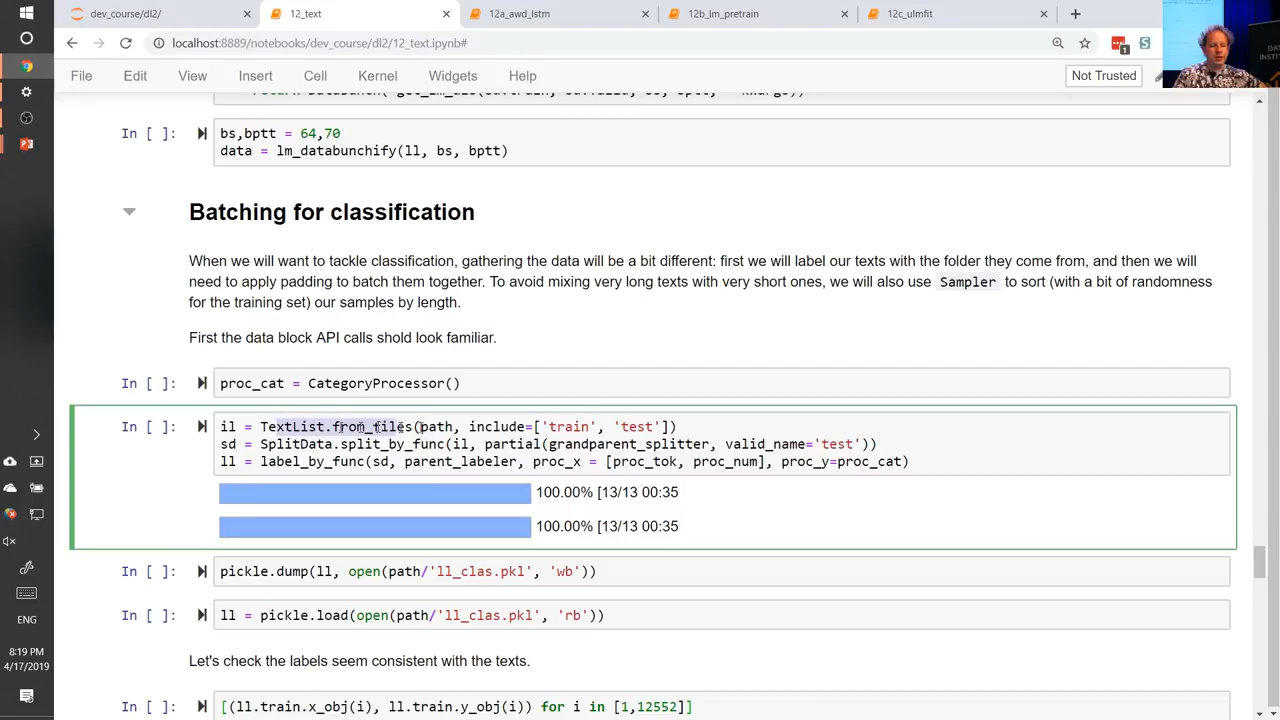 dev_course/dl2/
12_text
12a_awd_lstm
12b_lm_pretrain
12c_ulmfit
localhost:8889/notebooks/dev_course/dl2/12_text.ipynb#
1
File Edit View Insert Cell Kernel Widgets Help
Not Trusted
In [ ]: bs,bptt = 64,70
data = lm_databunchify(ll, bs, bptt)
Batching for classification
When we will want to tackle classification, gathering the data will be a bit different: first we will label our texts with the folder they come from, and then we will
need to apply padding to batch them together. To avoid mixing very long texts with very short ones, we will also use Sampler to sort (with a bit of randomness
for the training set) our samples by length.
First the data block API calls shold look familiar.
In [ ]: proc_cat = CategoryProcessor()
In [ ]: il = TextList.from_files(path, include=['train', 'test'])
sd = SplitData.split_by_func(il, partial(grandparent_splitter, valid_name='test'))
ll = label_by_func(sd, parent_labeler, proc_x = [proc_tok, proc_num], proc_y=proc_cat)
100.00% [13/13 00:35
100.00% [13/13 00:35
In [ ]: pickle.dump(ll, open(path/'ll_clas.pkl', 'wb'))
In [ ]: ll = pickle.load(open(path/'ll_clas.pkl', 'rb'))
Let's check the labels seem consistent with the texts.
In [ ]: [(ll.train.x_obj(i), ll.train.y_obj(i)) for i in [1,12552]]
ENG
8:19 PM
4/17/2019